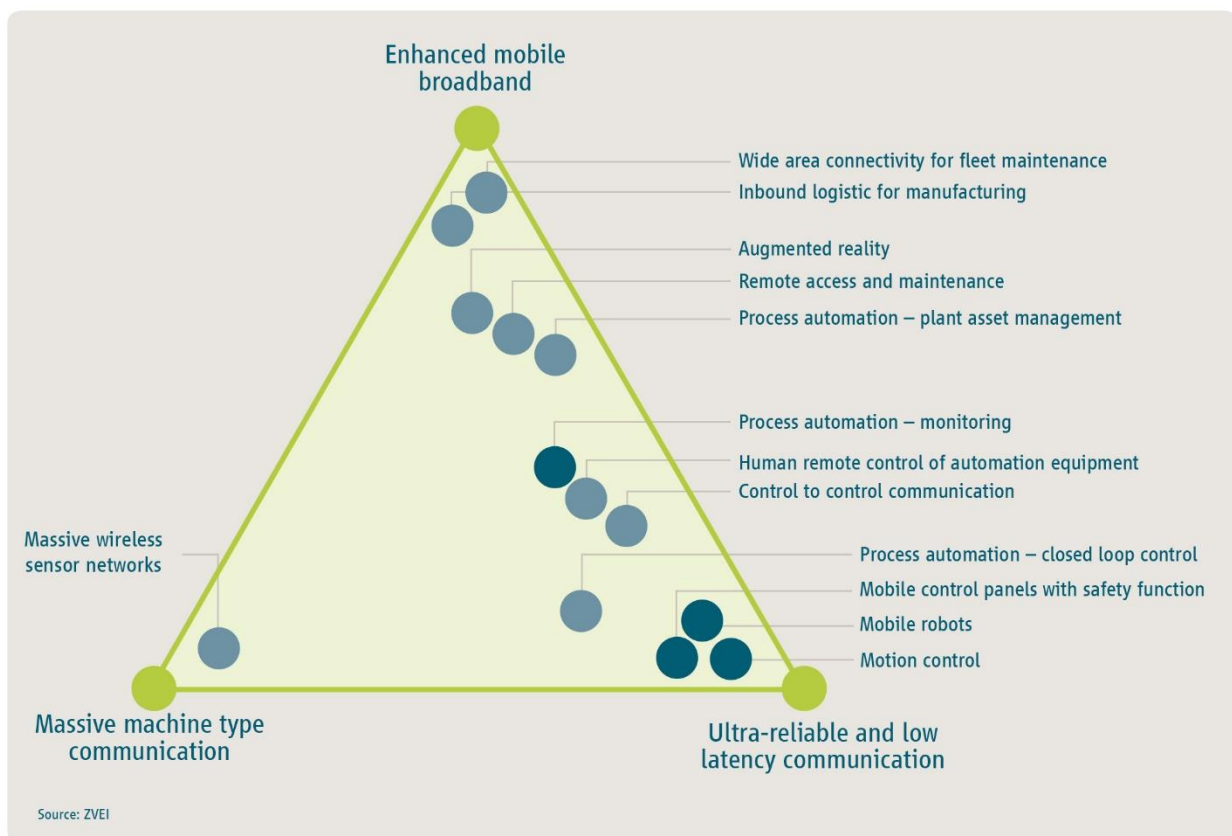 Enhanced mobile
broadband
Wide area connectivity for fleet maintenance
Inbound logistic for manufacturing
Augmented reality
Remote access and maintenance
Process automation – plant asset management
Process automation – monitoring
Human remote control of automation equipment
Control to control communication
Massive wireless
sensor networks
Process automation – closed loop control
Mobile control panels with safety function
Mobile robots
Motion control
Massive machine type
communication
Ultra-reliable and low
latency communication
Source: ZVEI